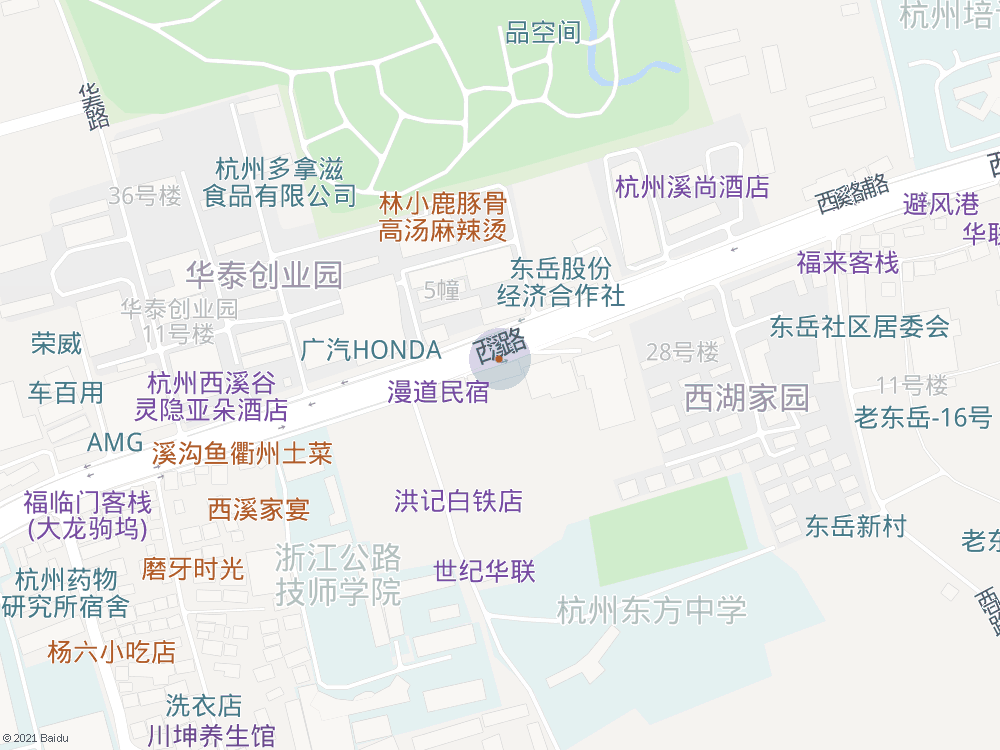 品空间
杭州培
华泰路
杭州多拿滋
食品有限公司
36号楼
林小鹿豚骨
高汤麻辣烫
杭州溪尚酒店
西溪路辅路
西
避风港
华联
福来客栈
华泰创业园
5幢
东岳股份
经济合作社
华泰创业园
11号楼
东岳社区居委会
荣威
广汽HONDA
西溪路
28号楼
车百用
杭州西溪谷
灵隐亚朵酒店
漫道民宿
西湖家园
11号楼
老东岳-16号
AMG
溪沟鱼衢州土菜
福临门客栈
(大龙驹坞)
西溪家宴
洪记白铁店
东岳新村
老东
浙江公路
技师学院
磨牙时光
世纪华联
杭州药物
研究所宿舍
杭州东方中学
西
路
杨六小吃店
洗衣店
川坤养生馆
© 2021 Baidu